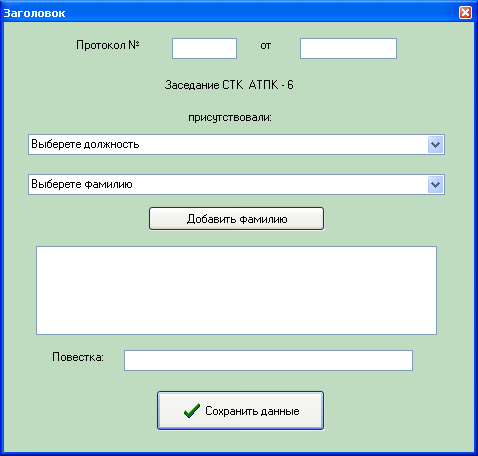 Заголовок
Протокол № от
Заседание СТК АТПК - 6
присутствовали:
Выберете должность
Выберете фамилию
Добавить фамилию
Повестка:
Сохранить данные